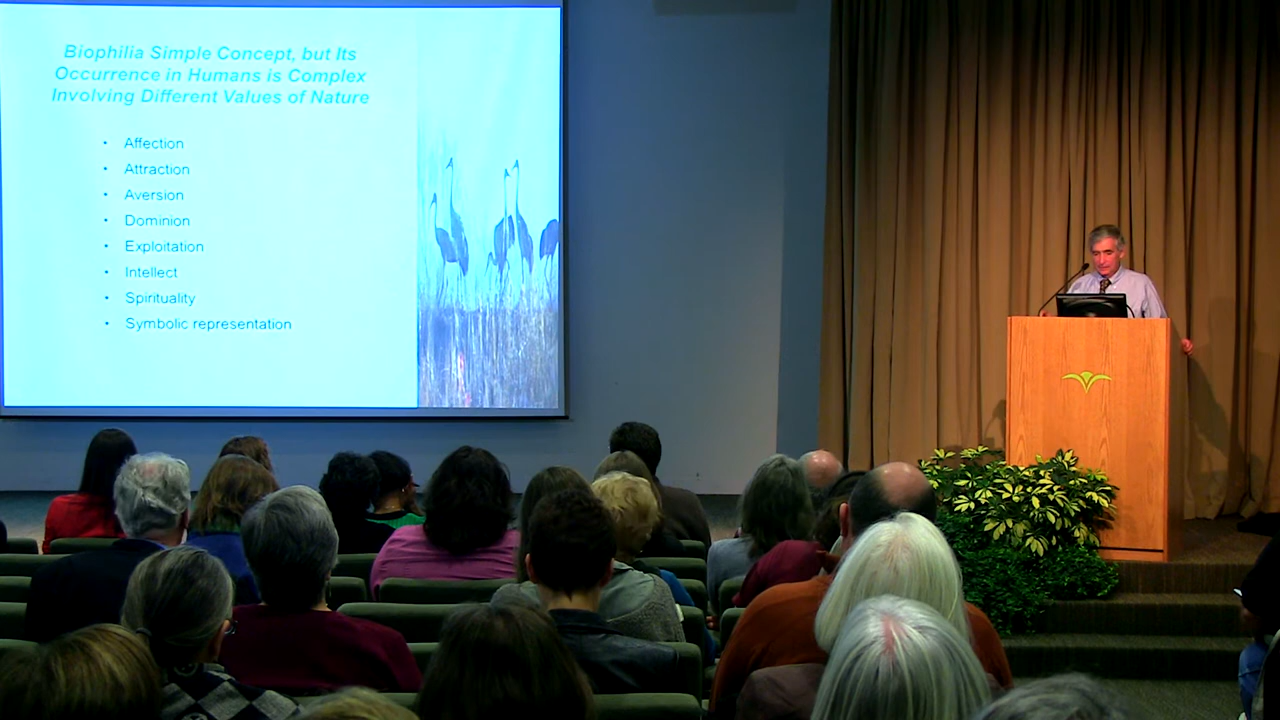 Biophilia Simple Concept, but Its
Occurrence in Humans is Complex
Involving Different Values of Nature
• Affection
• Attraction
• Aversion
• Dominion
• Exploitation
• Intellect
• Spirituality
• Symbolic representation